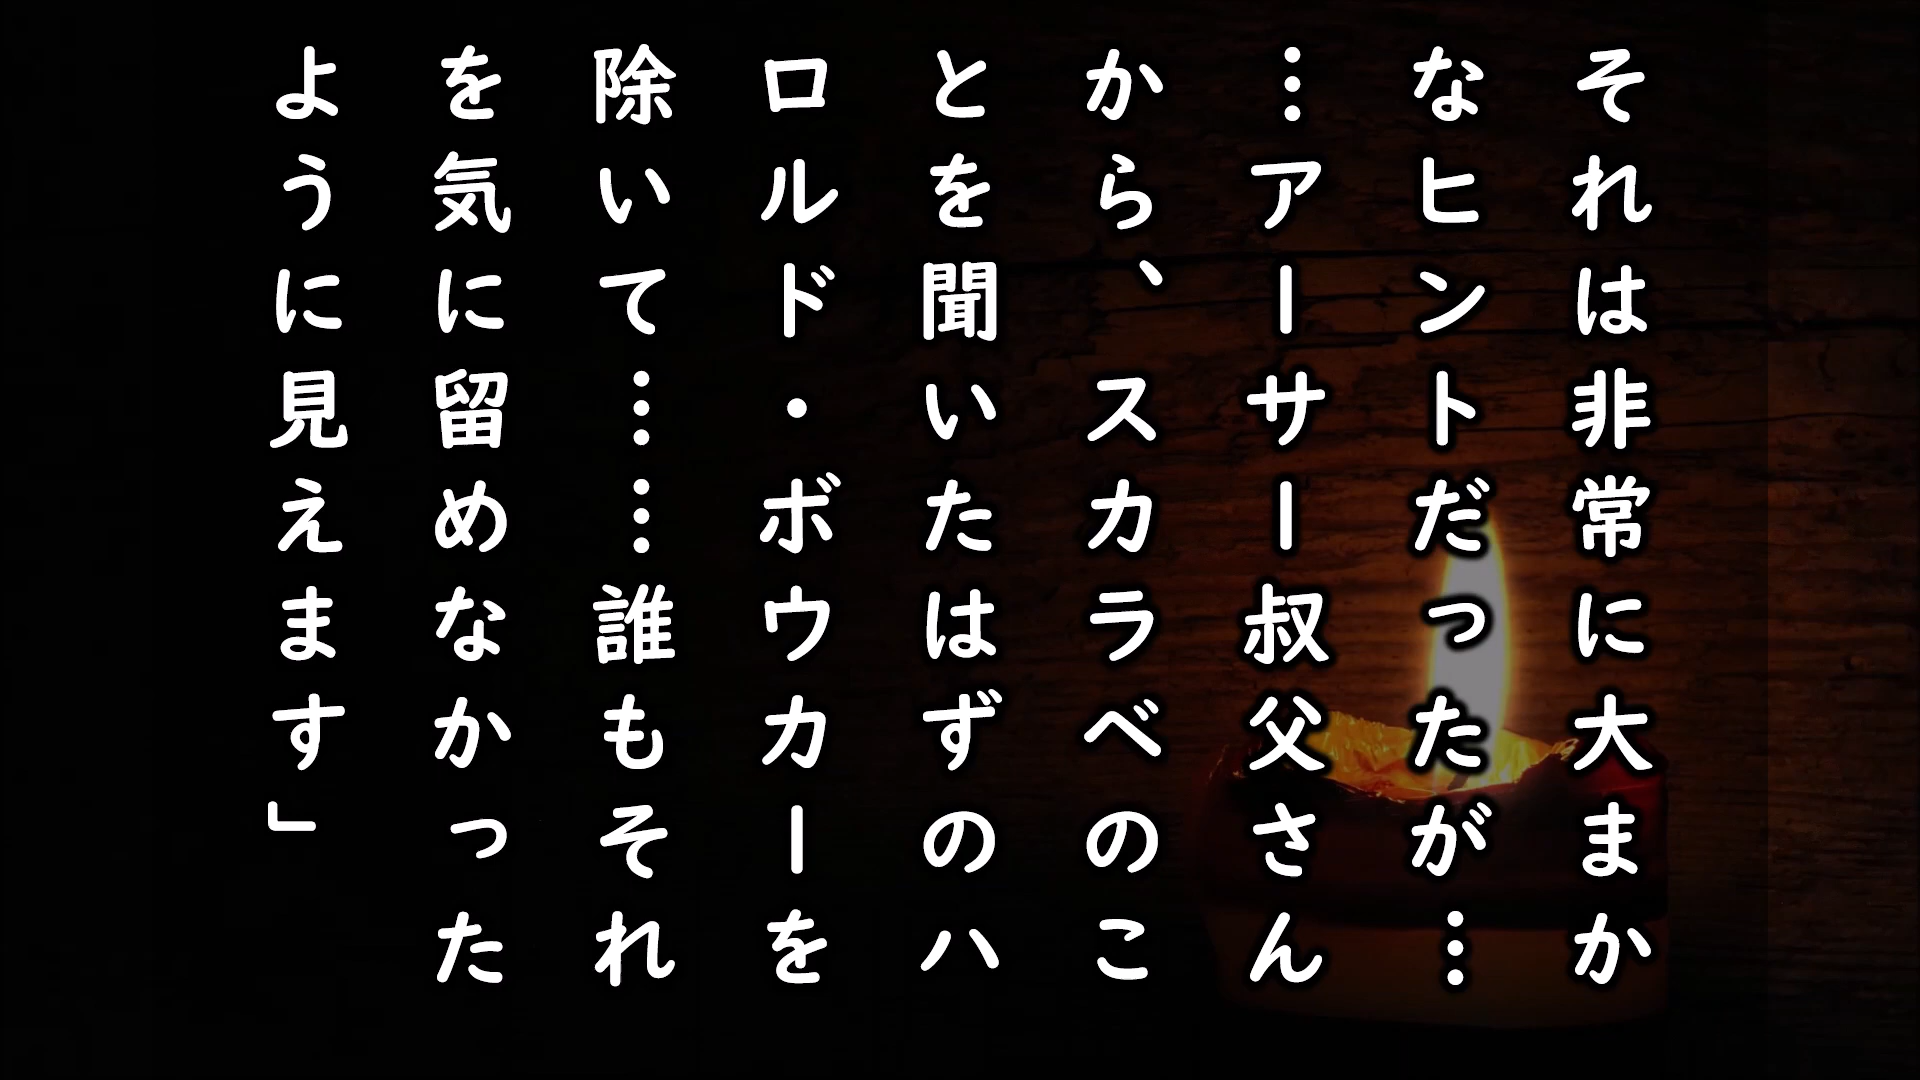 それは非常に大まか
なヒントだったが…
…アーサー叔父さん
から、スカラベのこ
とを聞いたはずのハ
ロルド・ボウカーを
除いて……誰もそれ
を気に留めなかった
ように見えます」